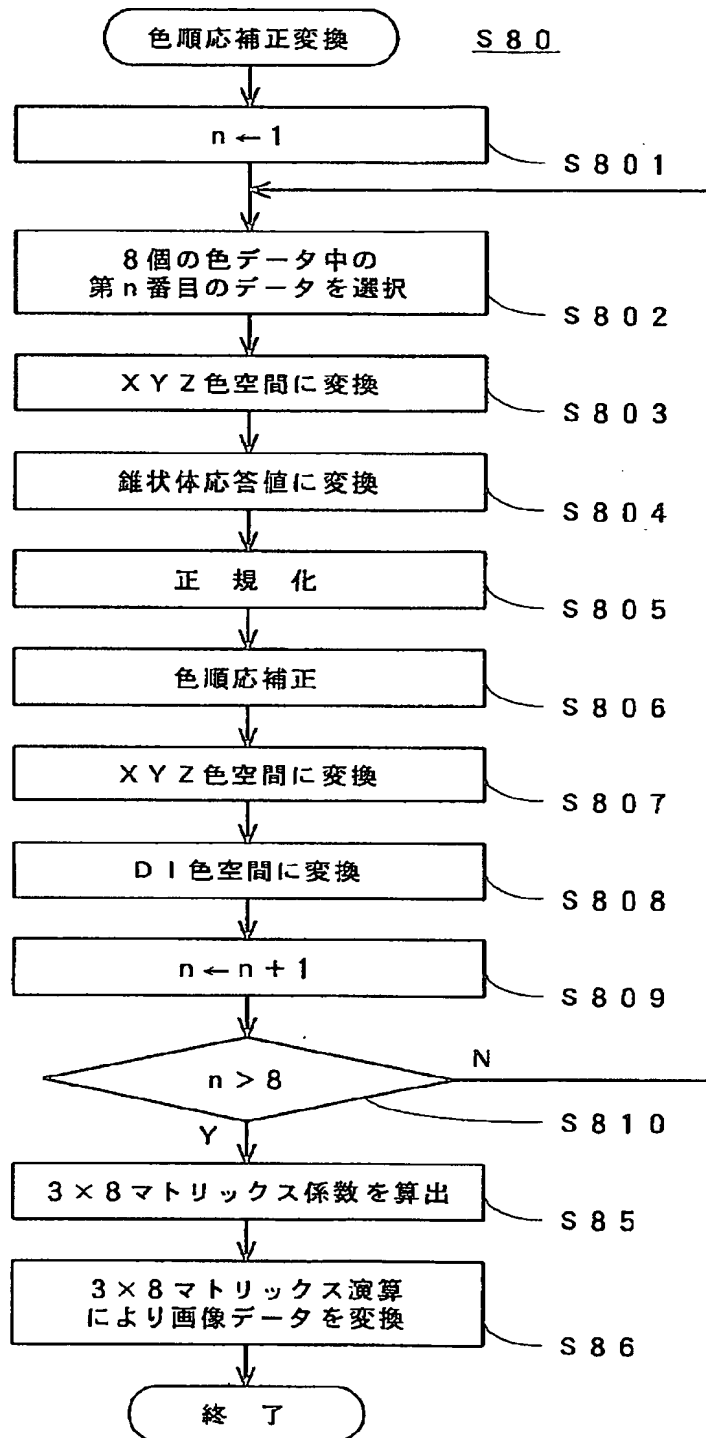 色順応補正変換
S80
n←1
S801
8個の色データ中の
第n番目のデータを選択
S802
XYZ色空間に変換
S803
錐状体応答値に変換
S804
正規化
S805
色順応補正
S806
XYZ色空間に変換
S807
DI色空間に変換
S808
n←n+1
S809
n>8
N
S810
Y
3×8マトリックス係数を算出
S85
3×8マトリックス演算
により画像データを変換
S86
終了